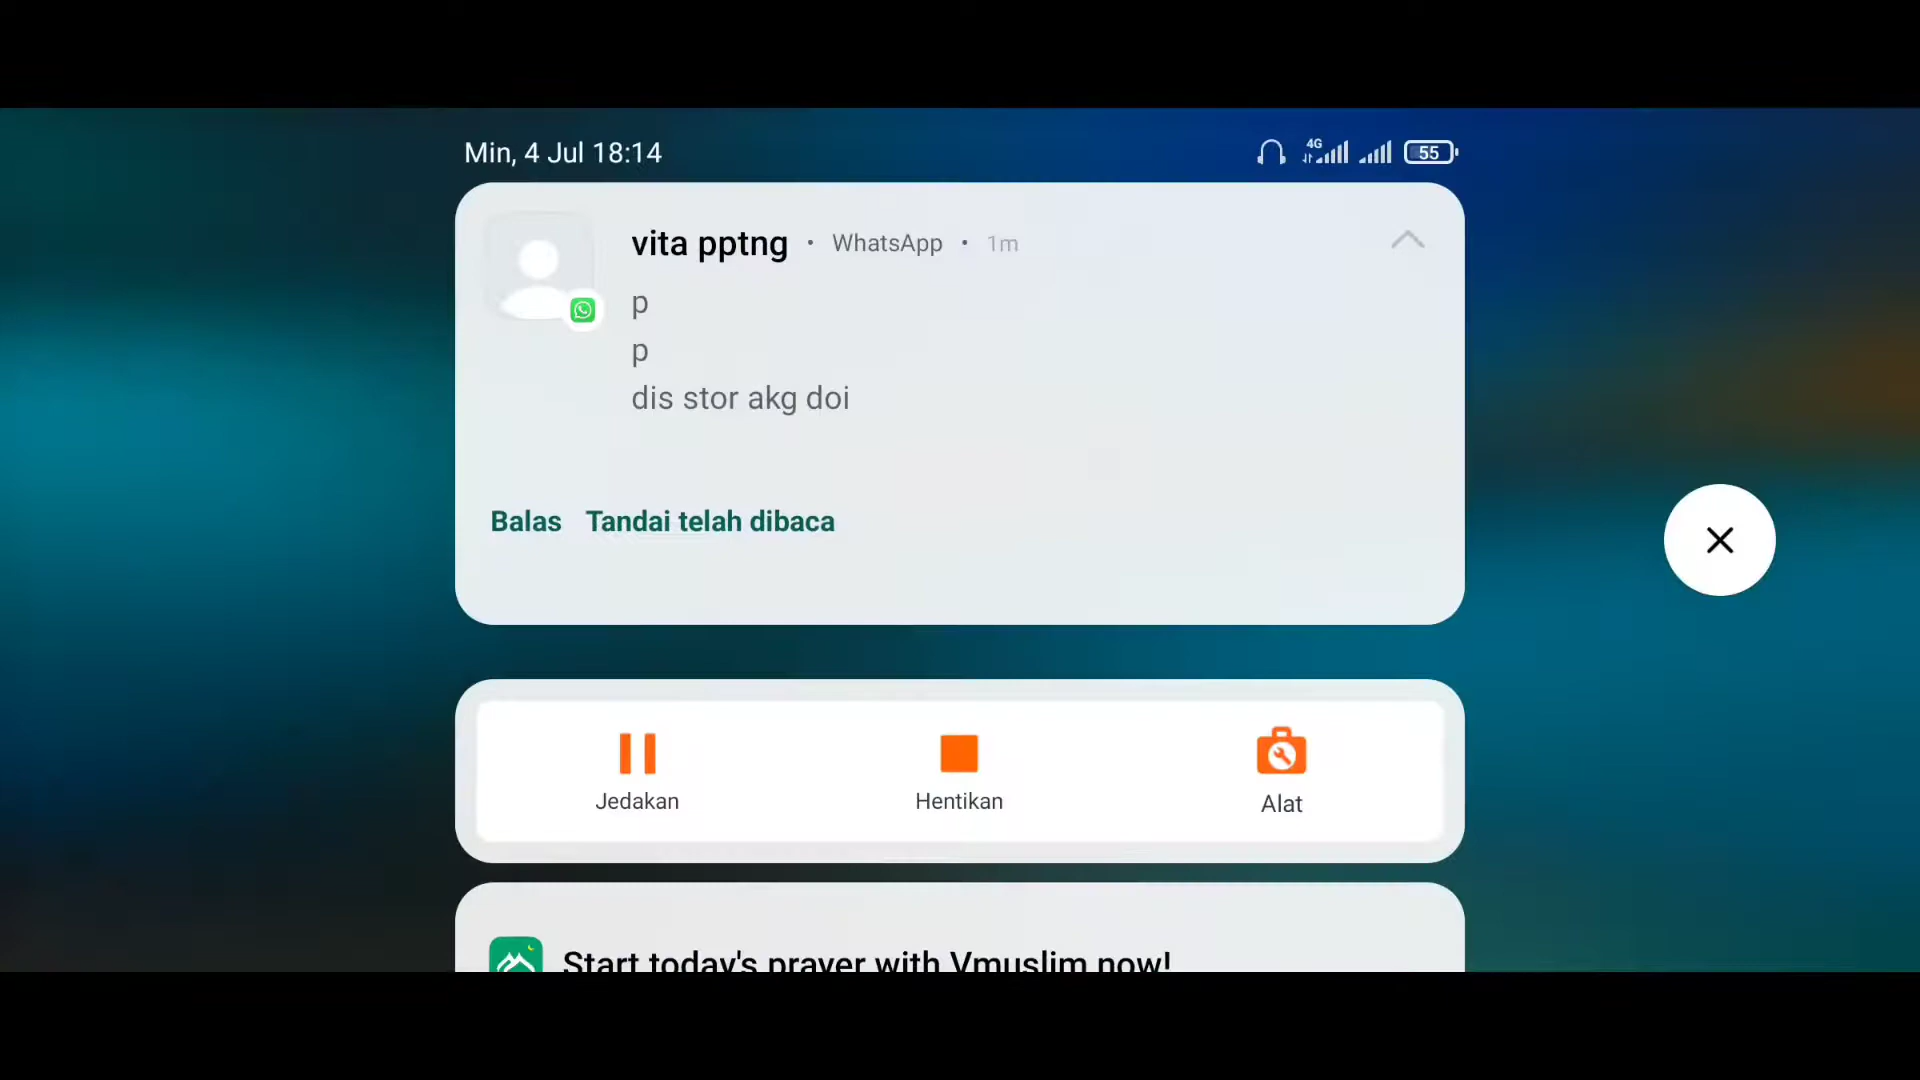 Min, 4 Jul 18:14
4G
55
vita pptng • WhatsApp • 1m
p
p
dis stor akg doi
Balas Tandai telah dibaca
Jedakan Hentikan Alat
Start today's prayer with Vmuslim now!